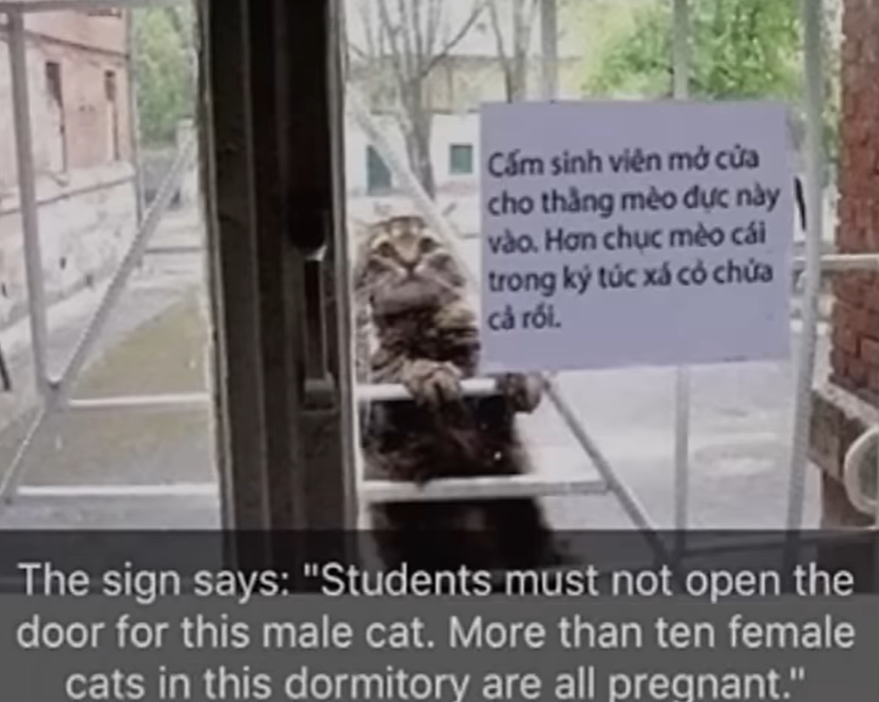 Cấm sinh viên mở cửa
cho thằng mèo đực này
vào. Hơn chục mèo cái
trong ký túc xá có chửa
cả rồi.
The sign says: "Students must not open the
door for this male cat. More than ten female
cats in this dormitory are all pregnant."